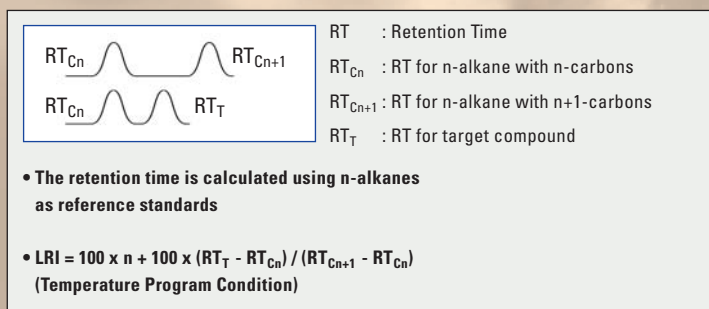 RT_Cn RT_Cn+1
RT_Cn RT_T
RT : Retention Time
RT_Cn : RT for n-alkane with n-carbons
RT_Cn+1 : RT for n-alkane with n+1-carbons
RT_T : RT for target compound
• The retention time is calculated using n-alkanes
as reference standards
• LRI = 100 x n + 100 x (RT_T - RT_Cn) / (RT_Cn+1 - RT_Cn)
(Temperature Program Condition)